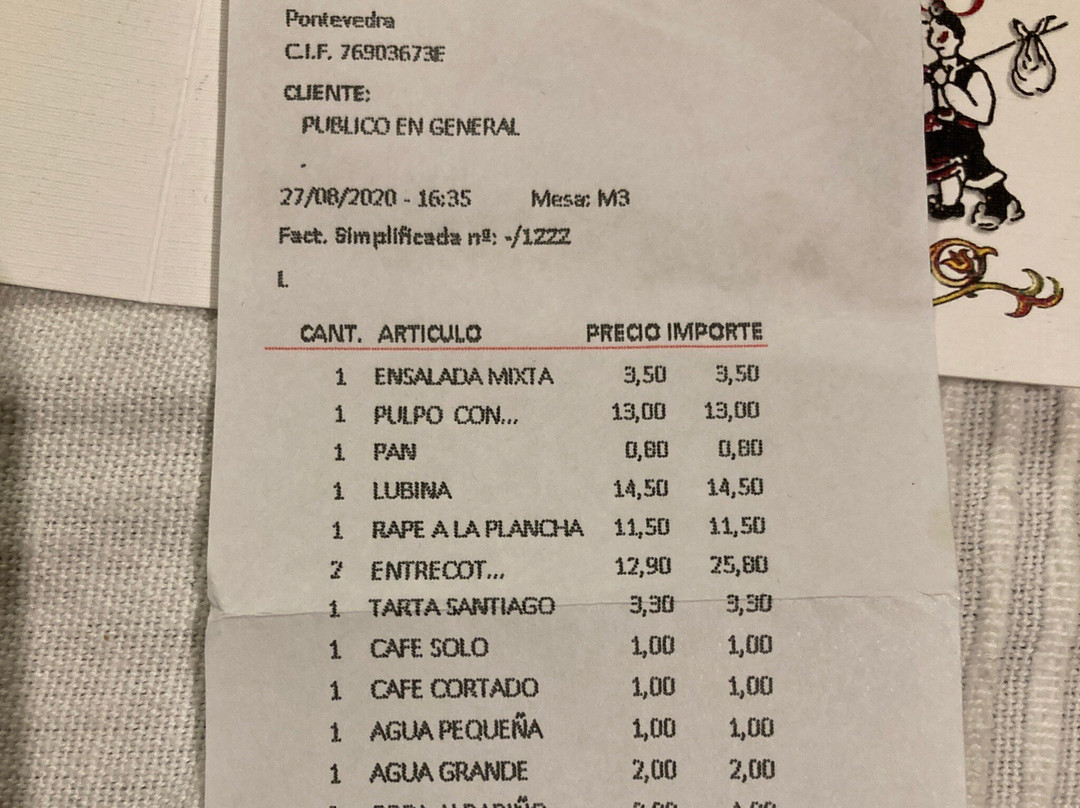 Pontevedra
C.I.F. 76903673E
CLIENTE:
PUBLICO EN GENERAL
.
27/08/2020 - 16:35 Mesa: M3
Fact. Simplificada nº: -/1222
I.
CANT. ARTICULO PRECIO IMPORTE
1 ENSALADA MIXTA 3,50 3,50
1 PULPO CON... 13,00 13,00
1 PAN 0,80 0,80
1 LUBINA 14,50 14,50
1 RAPE A LA PLANCHA 11,50 11,50
2 ENTRECOT... 12,90 25,80
1 TARTA SANTIAGO 3,30 3,30
1 CAFE SOLO 1,00 1,00
1 CAFE CORTADO 1,00 1,00
1 AGUA PEQUEÑA 1,00 1,00
1 AGUA GRANDE 2,00 2,00